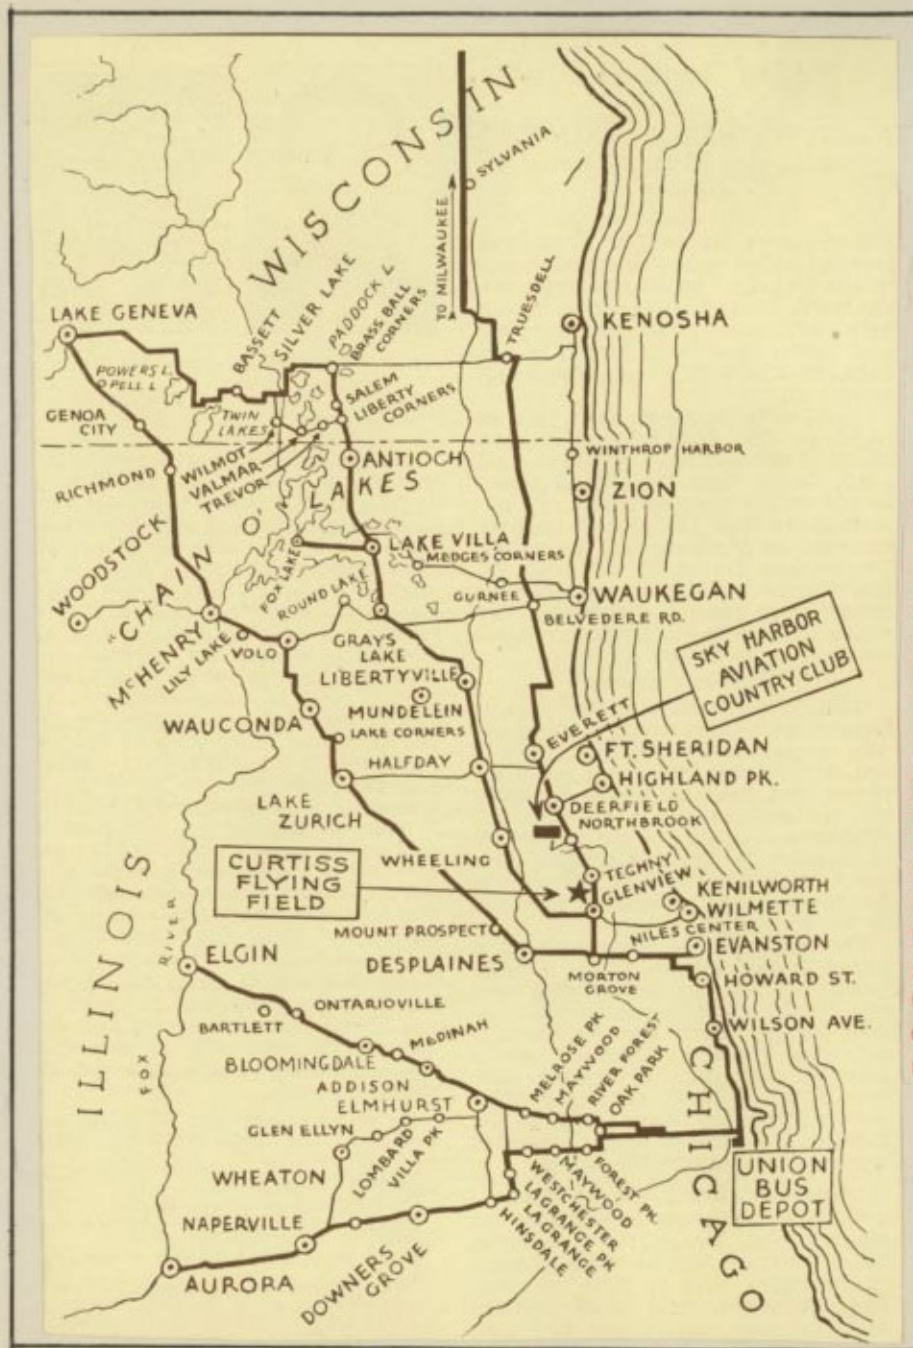 WISCONSIN
SYLVANIA
TO MILWAUKEE
TRUESDELL
LAKE GENEVA
BASSETT
SILVER LAKE
PADDOCK L.
BRASS BALL
CORNERS
KENOSHA
POWERS L.
PELL L
TWIN
LAKES
SALEM
LIBERTY
CORNERS
GENOA
CITY
WILMOT
VALMAR
TREVOR
ANTIOCH
WINTHROP HARBOR
RICHMOND
ZION
"CHAIN
O'
LAKES
WOODSTOCK
FOX LAKE
LAKE VILLA
MEDGES CORNERS
GURNEE
WAUKEGAN
ROUND LAKE
BELVEDERE RD.
McHENRY
LILY LAKE
VOLO
GRAYS
LAKE
LIBERTYVILLE
SKY HARBOR
AVIATION
COUNTRY CLUB
WAUCONDA
MUNDELEIN
LAKE CORNERS
EVERETT
FT. SHERIDAN
HALFDAY
HIGHLAND PK.
LAKE
ZURICH
DEERFIELD
NORTHBROOK
WHEELING
CURTISS
FLYING
FIELD
TECHNY
GLENVIEW
KENILWORTH
WILMETTE
MOUNT PROSPECT
NILES CENTER
EVANSTON
DESPLAINES
MORTON
GROVE
HOWARD ST.
ILLINOIS
FOX
RIVER
ELGIN
ONTARIOVILLE
BARTLETT
MEDINAH
BLOOMINGDALE
WILSON AVE.
ADDISON
ELMHURST
MELROSE PK
MAYWOOD
RIVER FOREST
OAK PARK
CHICAGO
GLEN ELLYN
LOMBARD
VILLA PK
WHEATON
FOREST PK.
MAYWOOD
WESTCHESTER
LA GRANGE PK
LA GRANGE
HINSDALE
UNION
BUS
DEPOT
NAPERVILLE
AURORA
DOWNERS
GROVE